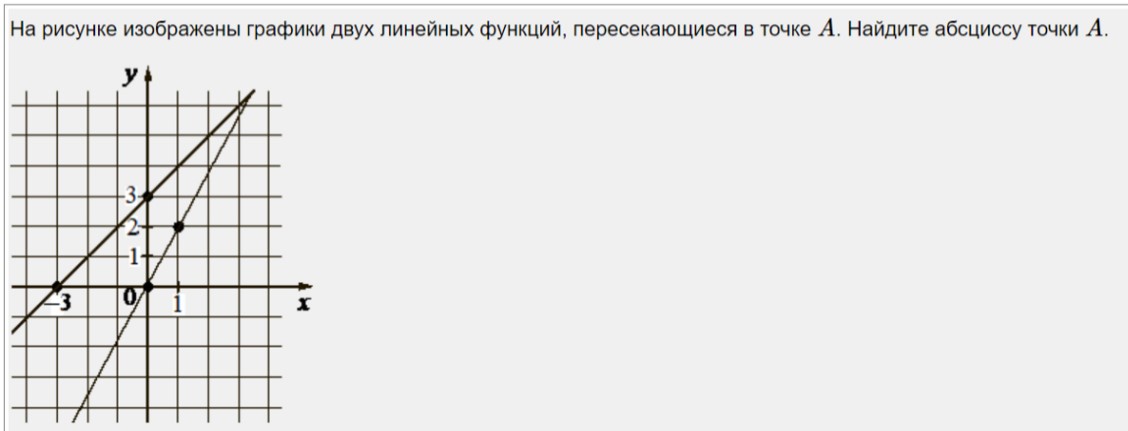 На рисунке изображены графики двух линейных функций, пересекающиеся в точке A. Найдите абсциссу точки A.
y
3
2
1
−3
0
1
x